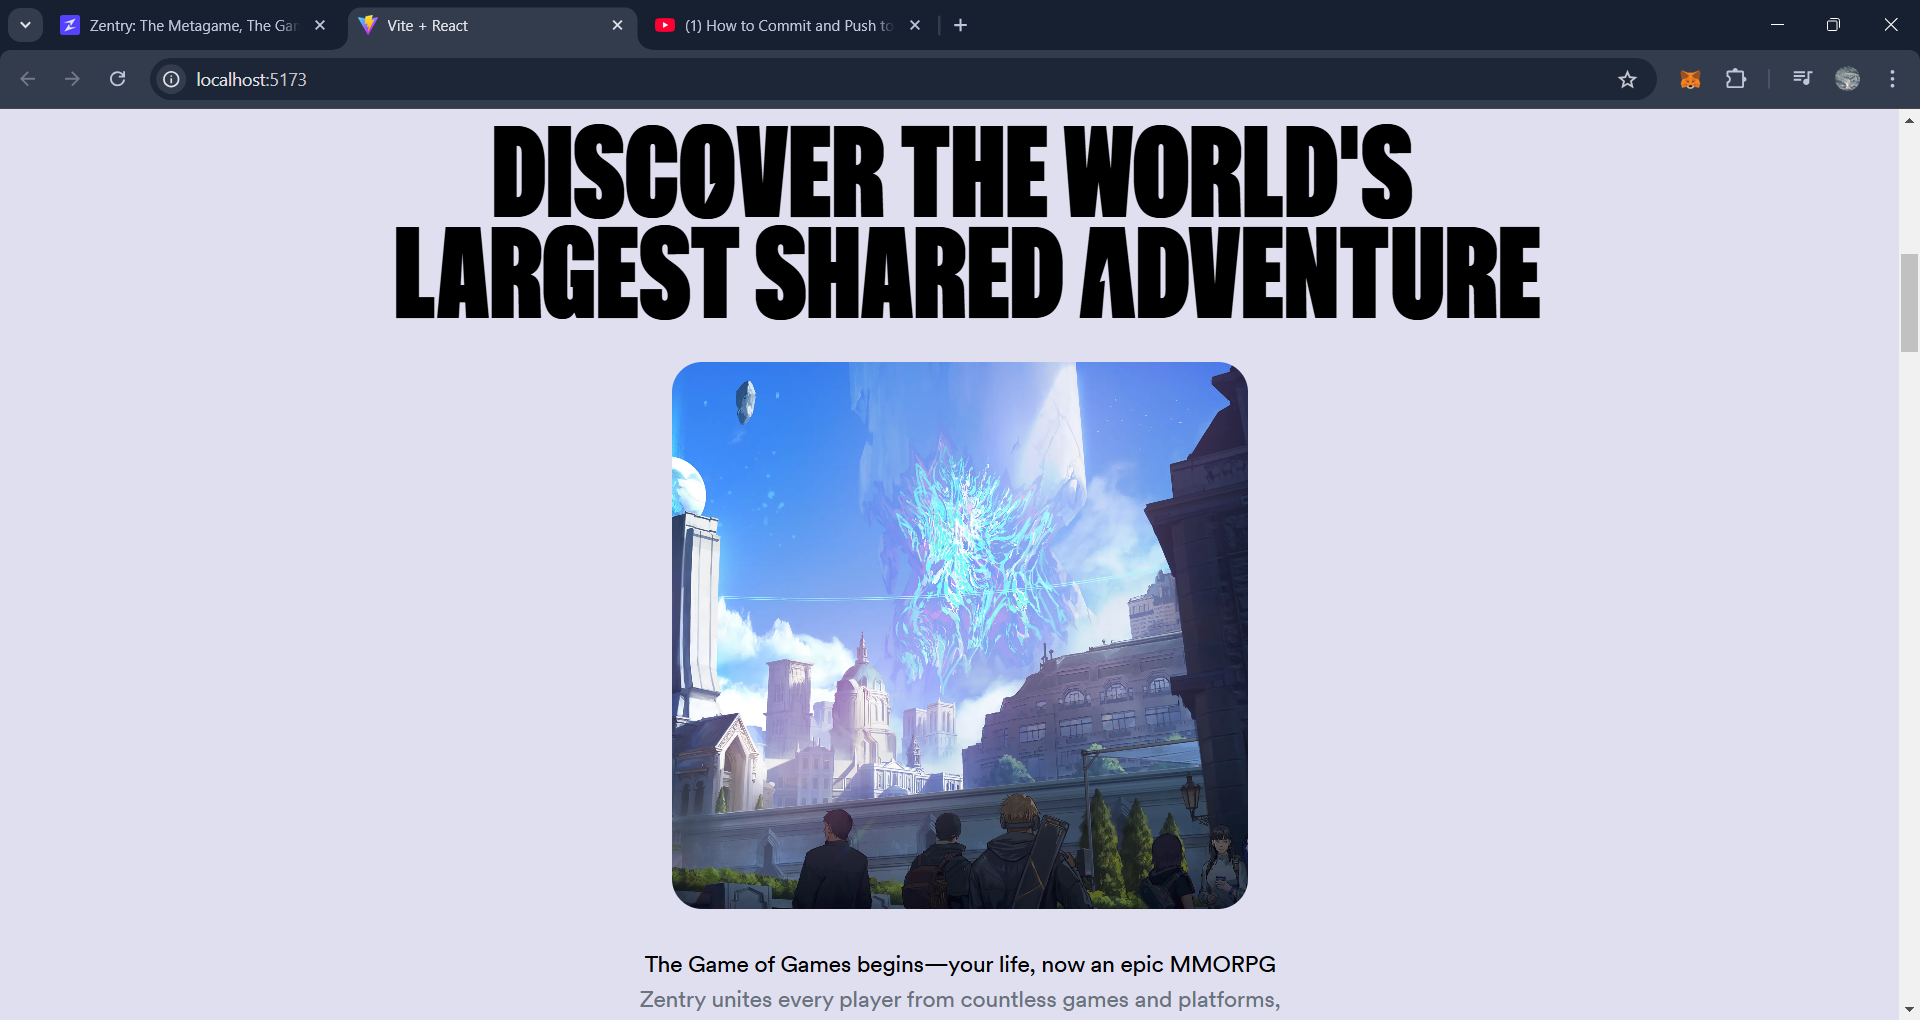 Zentry: The Metagame, The Gar
Vite + React
(1) How to Commit and Push to
localhost:5173
DISCOVER THE WORLD'S
LARGEST SHARED ADVENTURE
The Game of Games begins—your life, now an epic MMORPG
Zentry unites every player from countless games and platforms,